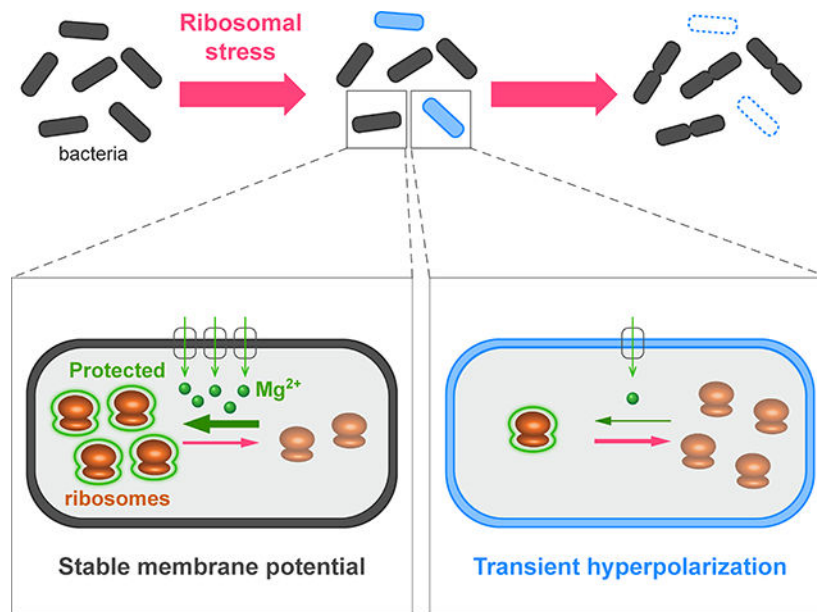 Ribosomal
stress
bacteria
Protected
Mg²⁺
ribosomes
Stable membrane potential
Transient hyperpolarization